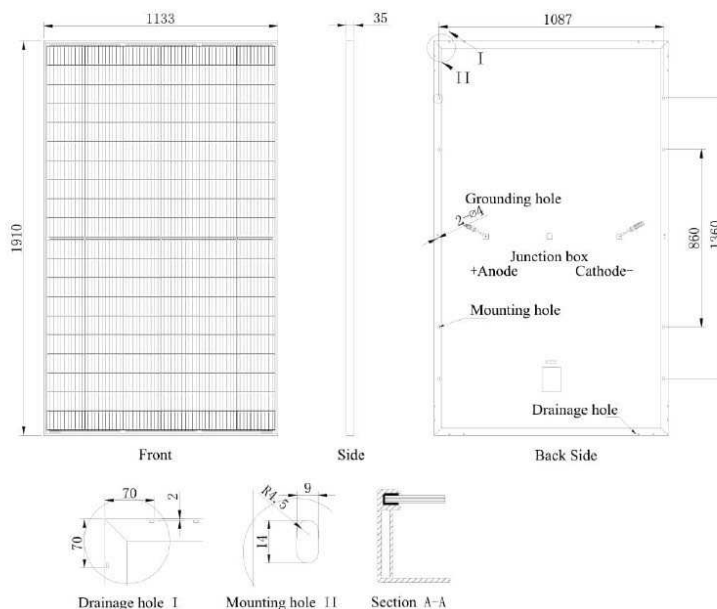 1133
35
1087
I
II
1910
Grounding hole
2-∅4
Junction box
+Anode
Cathode-
860
1360
Mounting hole
Drainage hole
Front
Side
Back Side
70
2
70
R4.5
9
14
Drainage hole I
Mounting hole II
Section A-A